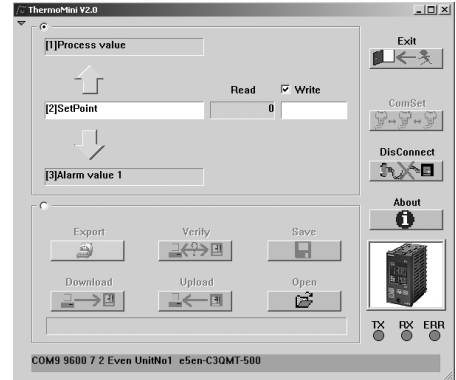 ThermoMini V2.0
[1]Process value
Exit
Read Write
[2]SetPoint 0
ComSet
DisConnect
[3]Alarm value 1
About
Export Verify Save
Download Upload Open
TX RX ERR
COM9 9600 7 2 Even UnitNo1 e5en-C3QMT-500